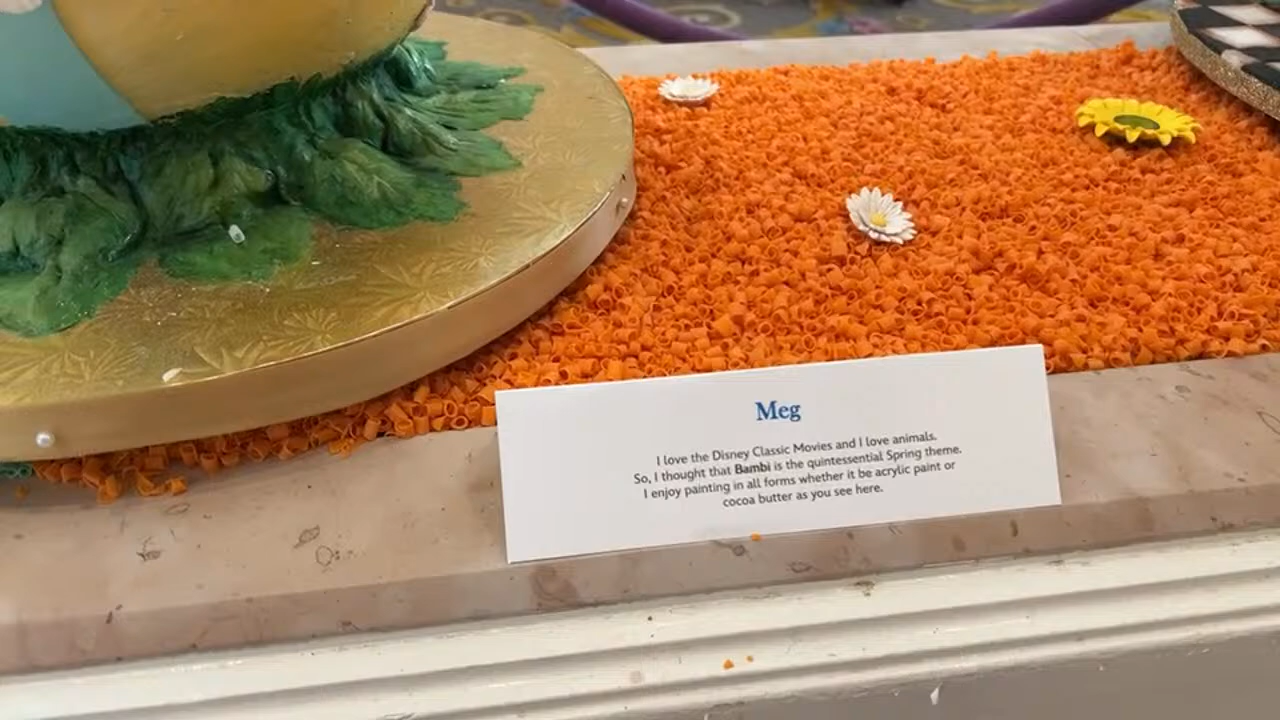 Meg
I love the Disney Classic Movies and I love animals.
So, I thought that Bambi is the quintessential Spring theme.
I enjoy painting in all forms whether it be acrylic paint or
cocoa butter as you see here.